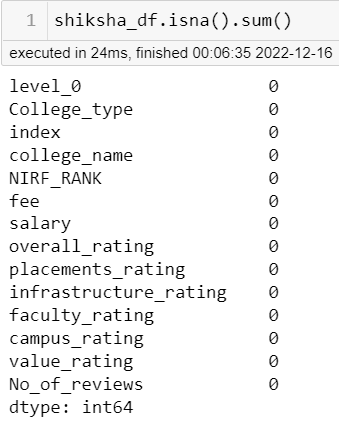 1 shiksha_df.isna().sum()
executed in 24ms, finished 00:06:35 2022-12-16
level_0 0
College_type 0
index 0
college_name 0
NIRF_RANK 0
fee 0
salary 0
overall_rating 0
placements_rating 0
infrastructure_rating 0
faculty_rating 0
campus_rating 0
value_rating 0
No_of_reviews 0
dtype: int64